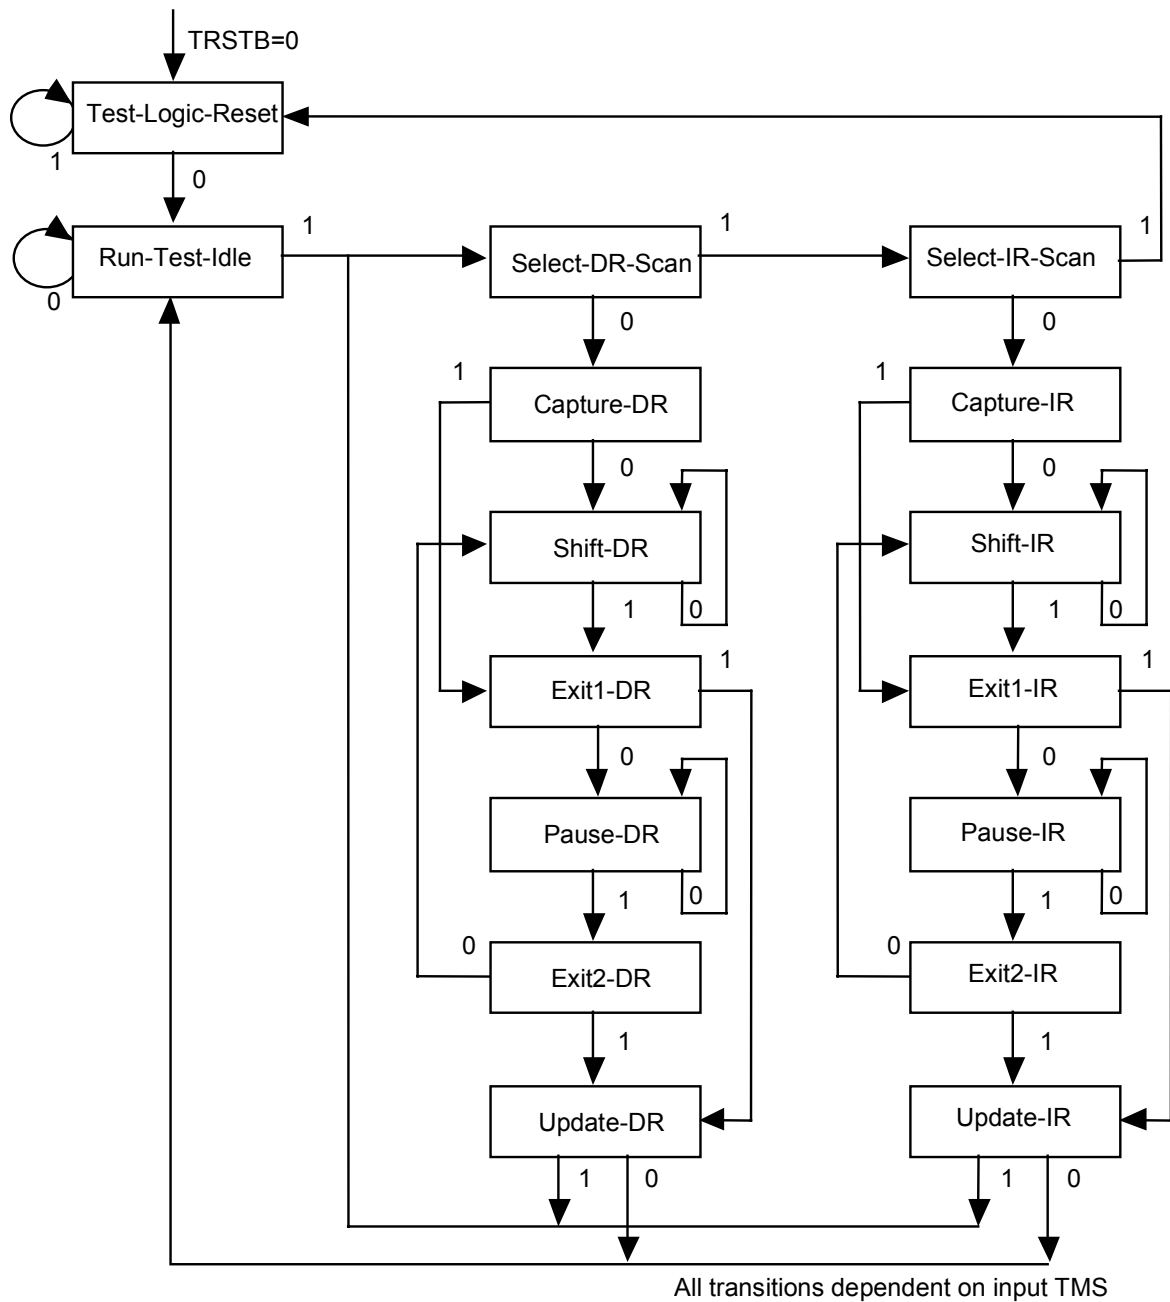 TRSTB=0
Test-Logic-Reset
1
0
Run-Test-Idle
0
1
Select-DR-Scan
1
Select-IR-Scan
1
0
0
1
Capture-DR
1
Capture-IR
0
0
Shift-DR
Shift-IR
1
0
1
0
Exit1-DR
1
Exit1-IR
1
0
0
Pause-DR
Pause-IR
1
0
1
0
0
Exit2-DR
0
Exit2-IR
1
1
Update-DR
Update-IR
1
0
1
0
All transitions dependent on input TMS